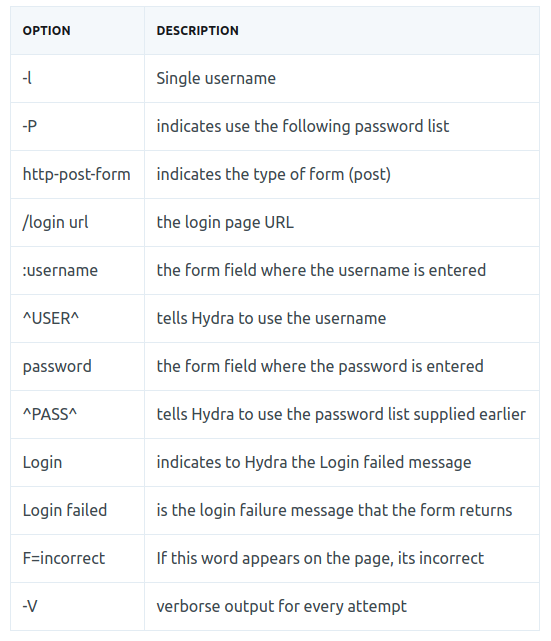 OPTION DESCRIPTION
-l Single username
-P indicates use the following password list
http-post-form indicates the type of form (post)
/login url the login page URL
:username the form field where the username is entered
^USER^ tells Hydra to use the username
password the form field where the password is entered
^PASS^ tells Hydra to use the password list supplied earlier
Login indicates to Hydra the Login failed message
Login failed is the login failure message that the form returns
F=incorrect If this word appears on the page, its incorrect
-V verborse output for every attempt